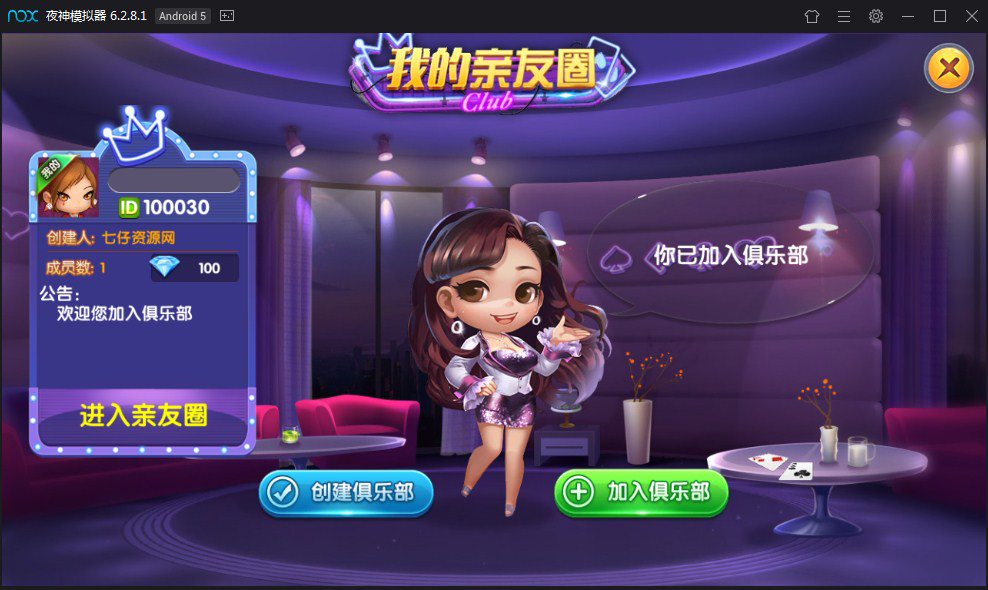 nox 夜神模拟器 6.2.8.1 Android 5
我的亲友圈
Club
我的
ID 100030
创建人: 七仔资源网
成员数: 1 100
公告:
欢迎您加入俱乐部
进入亲友圈
你已加入俱乐部
创建俱乐部
加入俱乐部